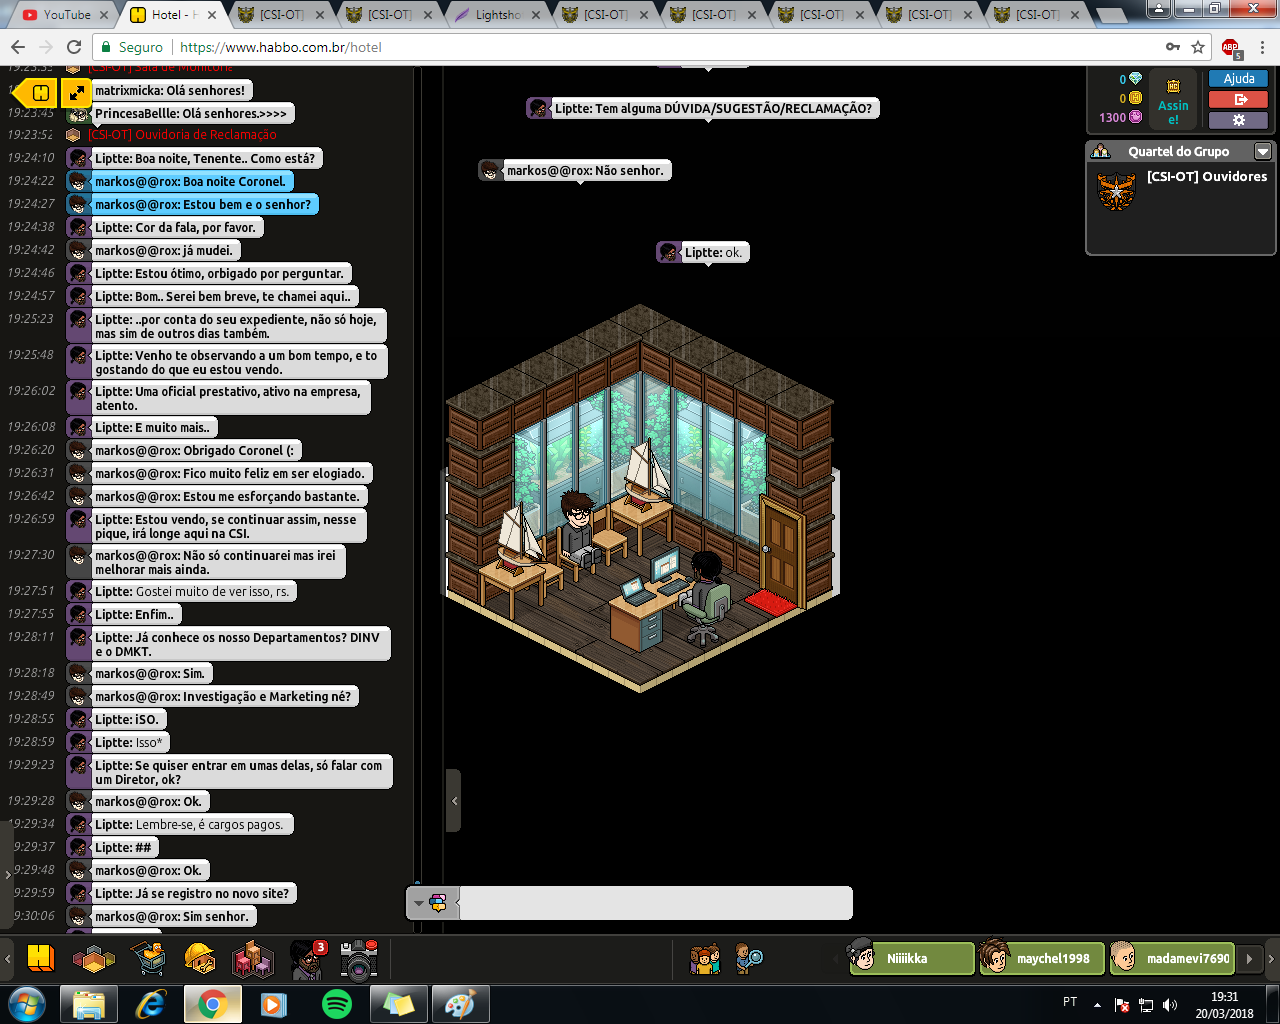 YouTube
Hotel - H
[CSI-OT]
[CSI-OT]
Lightsho
[CSI-OT]
[CSI-OT]
[CSI-OT]
[CSI-OT]
[CSI-OT]
Seguro
https://www.habbo.com.br/hotel
ABP
5
19:23:35 [CSI-OT] Sala de Monitoria
matrixmicka: Olá senhores!
19:23:45 PrincesaBellle: Olá senhores.>>>>
19:23:52 [CSI-OT] Ouvidoria de Reclamação
19:24:10 Liptte: Boa noite, Tenente.. Como está?
19:24:22 markos@@rox: Boa noite Coronel.
19:24:27 markos@@rox: Estou bem e o senhor?
19:24:38 Liptte: Cor da fala, por favor.
19:24:42 markos@@rox: já mudei.
19:24:46 Liptte: Estou ótimo, orbigado por perguntar.
19:24:57 Liptte: Bom.. Serei bem breve, te chamei aqui..
19:25:23 Liptte: ..por conta do seu expediente, não só hoje,
mas sim de outros dias também.
19:25:48 Liptte: Venho te observando a um bom tempo, e to
gostando do que eu estou vendo.
19:26:02 Liptte: Uma oficial prestativo, ativo na empresa,
atento.
19:26:08 Liptte: E muito mais..
19:26:20 markos@@rox: Obrigado Coronel (:
19:26:31 markos@@rox: Fico muito feliz em ser elogiado.
19:26:42 markos@@rox: Estou me esforçando bastante.
19:26:59 Liptte: Estou vendo, se continuar assim, nesse
pique, irá longe aqui na CSI.
19:27:30 markos@@rox: Não só continuarei mas irei
melhorar mais ainda.
19:27:51 Liptte: Gostei muito de ver isso, rs.
19:27:55 Liptte: Enfim..
19:28:11 Liptte: Já conhece os nosso Departamentos? DINV
e o DMKT.
19:28:18 markos@@rox: Sim.
19:28:49 markos@@rox: Investigação e Marketing né?
19:28:55 Liptte: iSO.
19:28:59 Liptte: Isso*
19:29:23 Liptte: Se quiser entrar em umas delas, só falar com
um Diretor, ok?
19:29:28 markos@@rox: Ok.
19:29:34 Liptte: Lembre-se, é cargos pagos.
19:29:37 Liptte: ##
19:29:48 markos@@rox: Ok.
19:29:59 Liptte: Já se registro no novo site?
19:30:06 markos@@rox: Sim senhor.
Liptte: Tem alguma DÚVIDA/SUGESTÃO/RECLAMAÇÃO?
markos@@rox: Não senhor.
Liptte: ok.
0
0
1300
HC
Assin
e!
Ajuda
Quartel do Grupo
[CSI-OT] Ouvidores
3
Niiiikka
maychel1998
madamevi7690
PT
19:31
20/03/2018